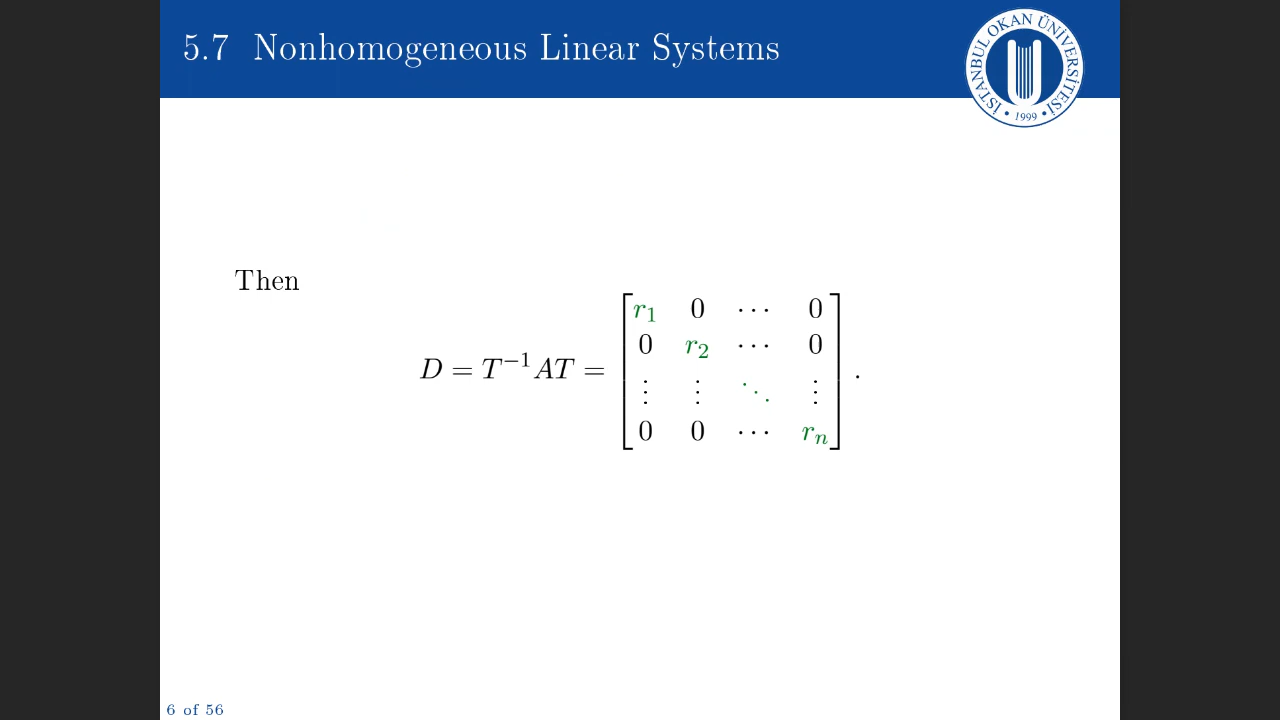 5.7 Nonhomogeneous Linear Systems
İSTANBUL OKAN ÜNİVERSİTESİ
• 1999 •
Then
D = T⁻¹AT = [r₁ 0 ⋯ 0
0 r₂ ⋯ 0
⋮ ⋮ ⋱ ⋮
0 0 ⋯ rₙ] .
6 of 56